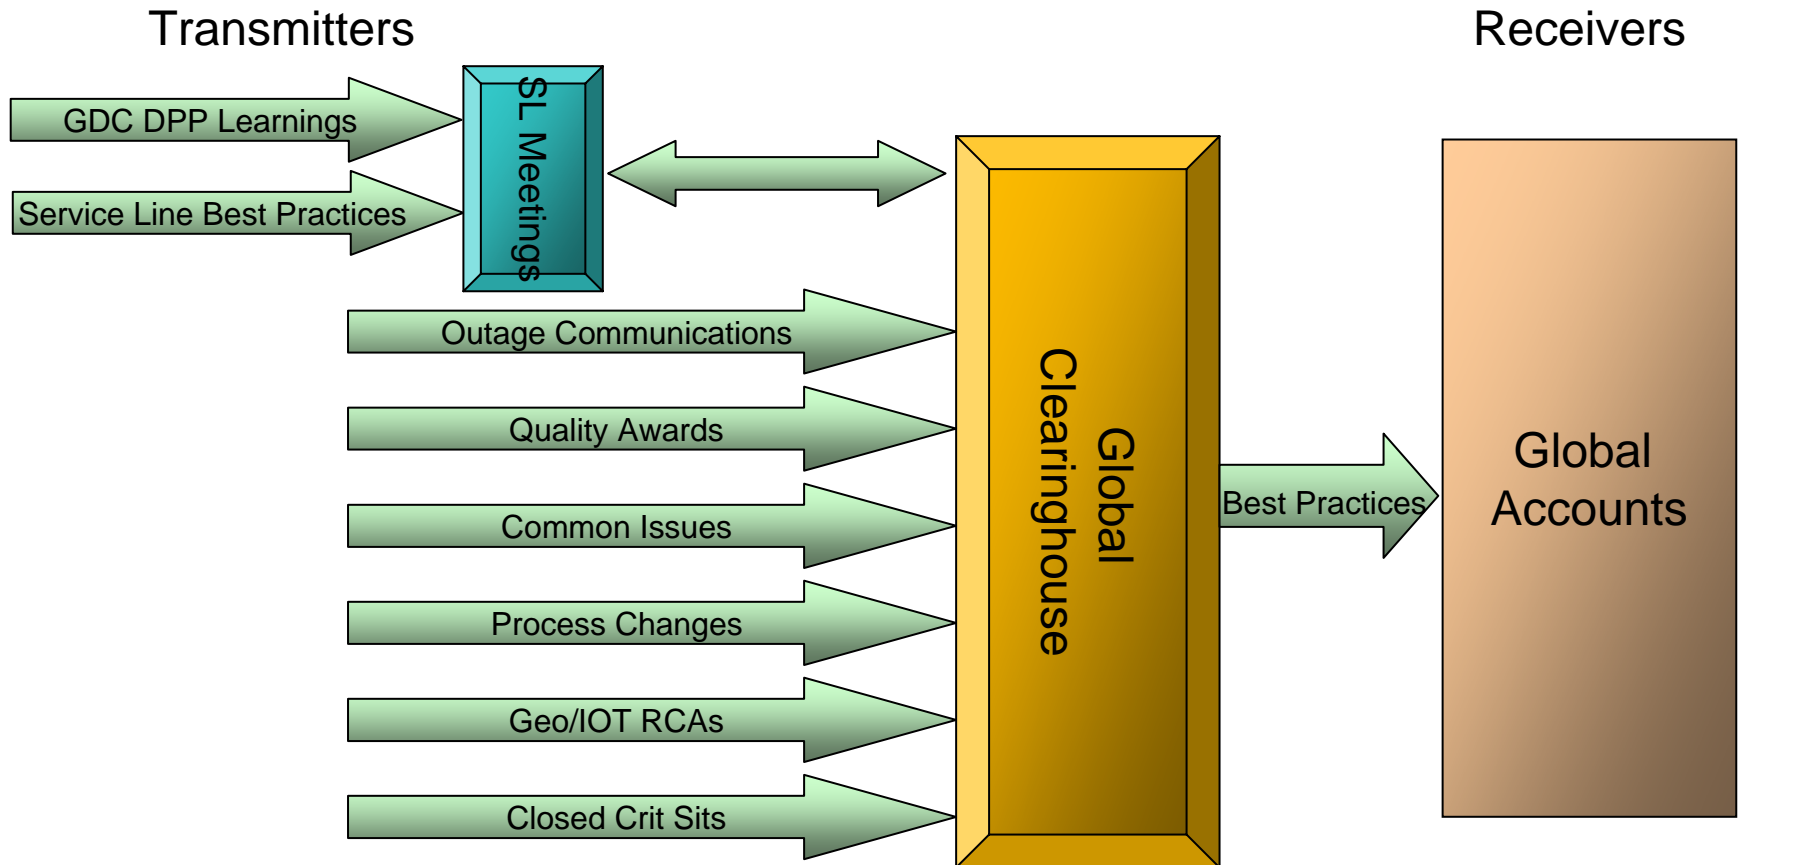 Transmitters
Receivers
GDC DPP Learnings
Service Line Best Practices
SL Meetings
Outage Communications
Quality Awards
Common Issues
Process Changes
Geo/IOT RCAs
Closed Crit Sits
Global
Clearinghouse
Best Practices
Global
Accounts